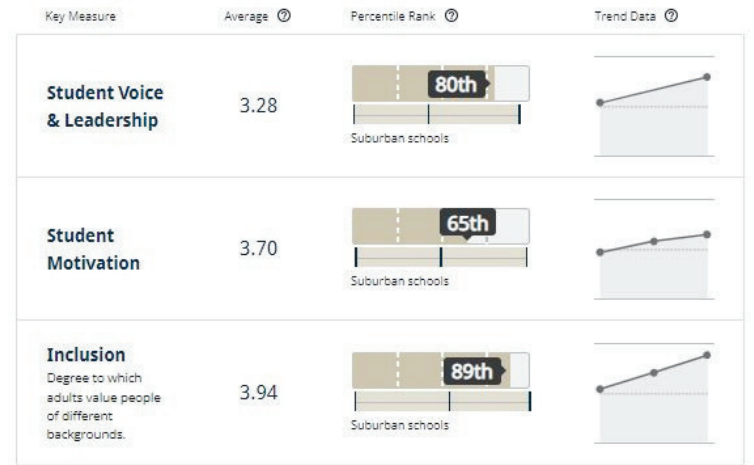 Key Measure Average ? Percentile Rank ? Trend Data ?
Student Voice
& Leadership
3.28
80th
Suburban schools
Student
Motivation
3.70
65th
Suburban schools
Inclusion
Degree to which
adults value people
of different
backgrounds.
3.94
89th
Suburban schools